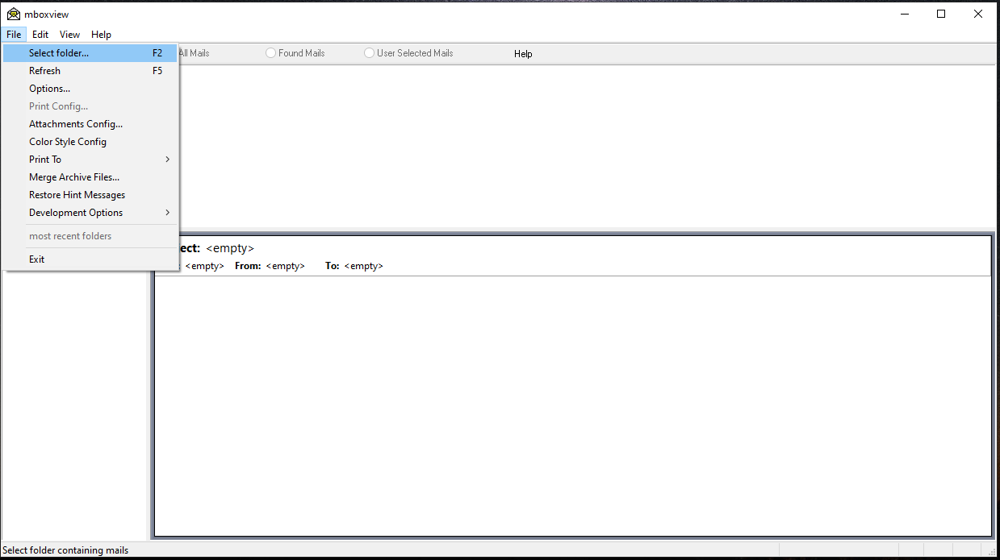 mboxview
File Edit View Help
Select folder... F2
All Mails Found Mails User Selected Mails Help
Refresh F5
Options...
Print Config...
Attachments Config...
Color Style Config
Print To
Merge Archive Files...
Restore Hint Messages
Development Options
most recent folders
Exit
ect: <empty>
: <empty> From: <empty> To: <empty>
Select folder containing mails